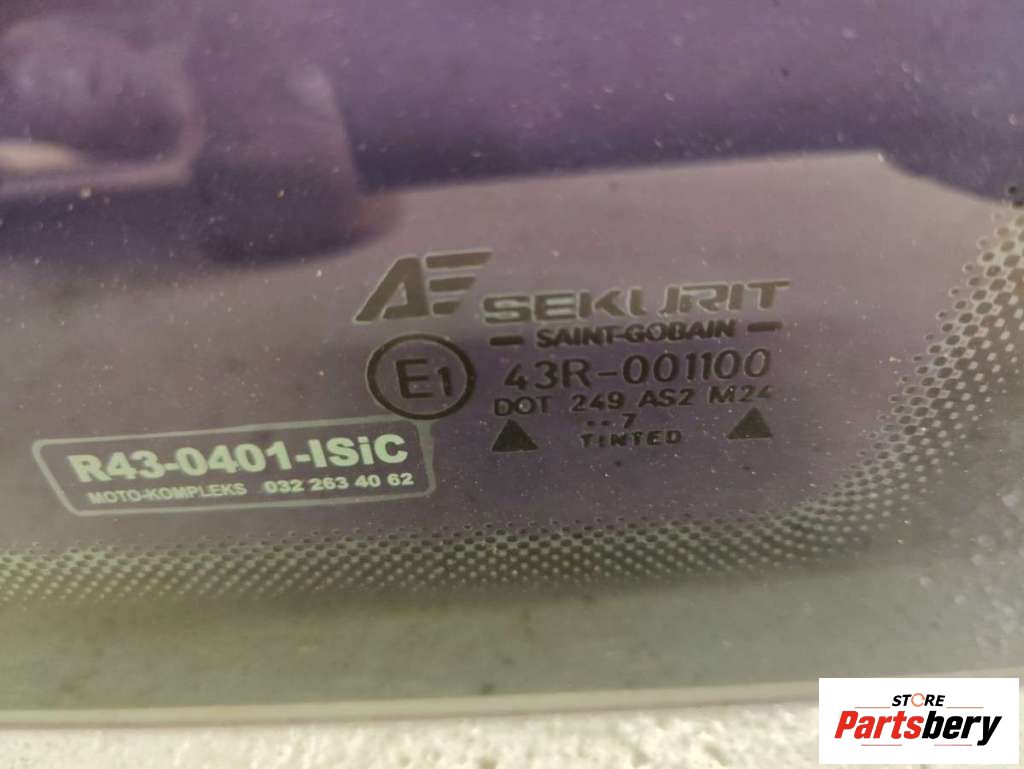 SEKURIT
SAINT-GOBAIN
E1
43R-001100
DOT 249 AS2 M24
.. 7
TINTED
R43-0401-ISiC
MOTO-KOMPLEKS 032 263 40 62
STORE
Partsbery